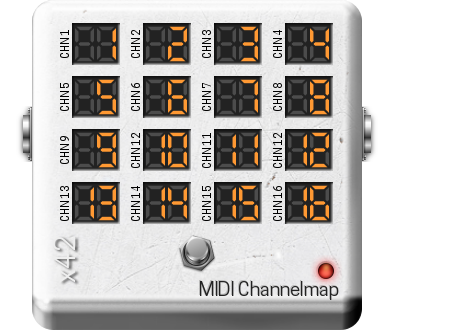 CHN1 1 CHN2 2 CHN3 3 CHN4 4
CHN5 5 CHN6 6 CHN7 7 CHN8 8
CHN9 9 CHN12 10 CHN11 11 CHN12 12
CHN13 13 CHN14 14 CHN15 15 CHN16 16
x42
MIDI Channelmap